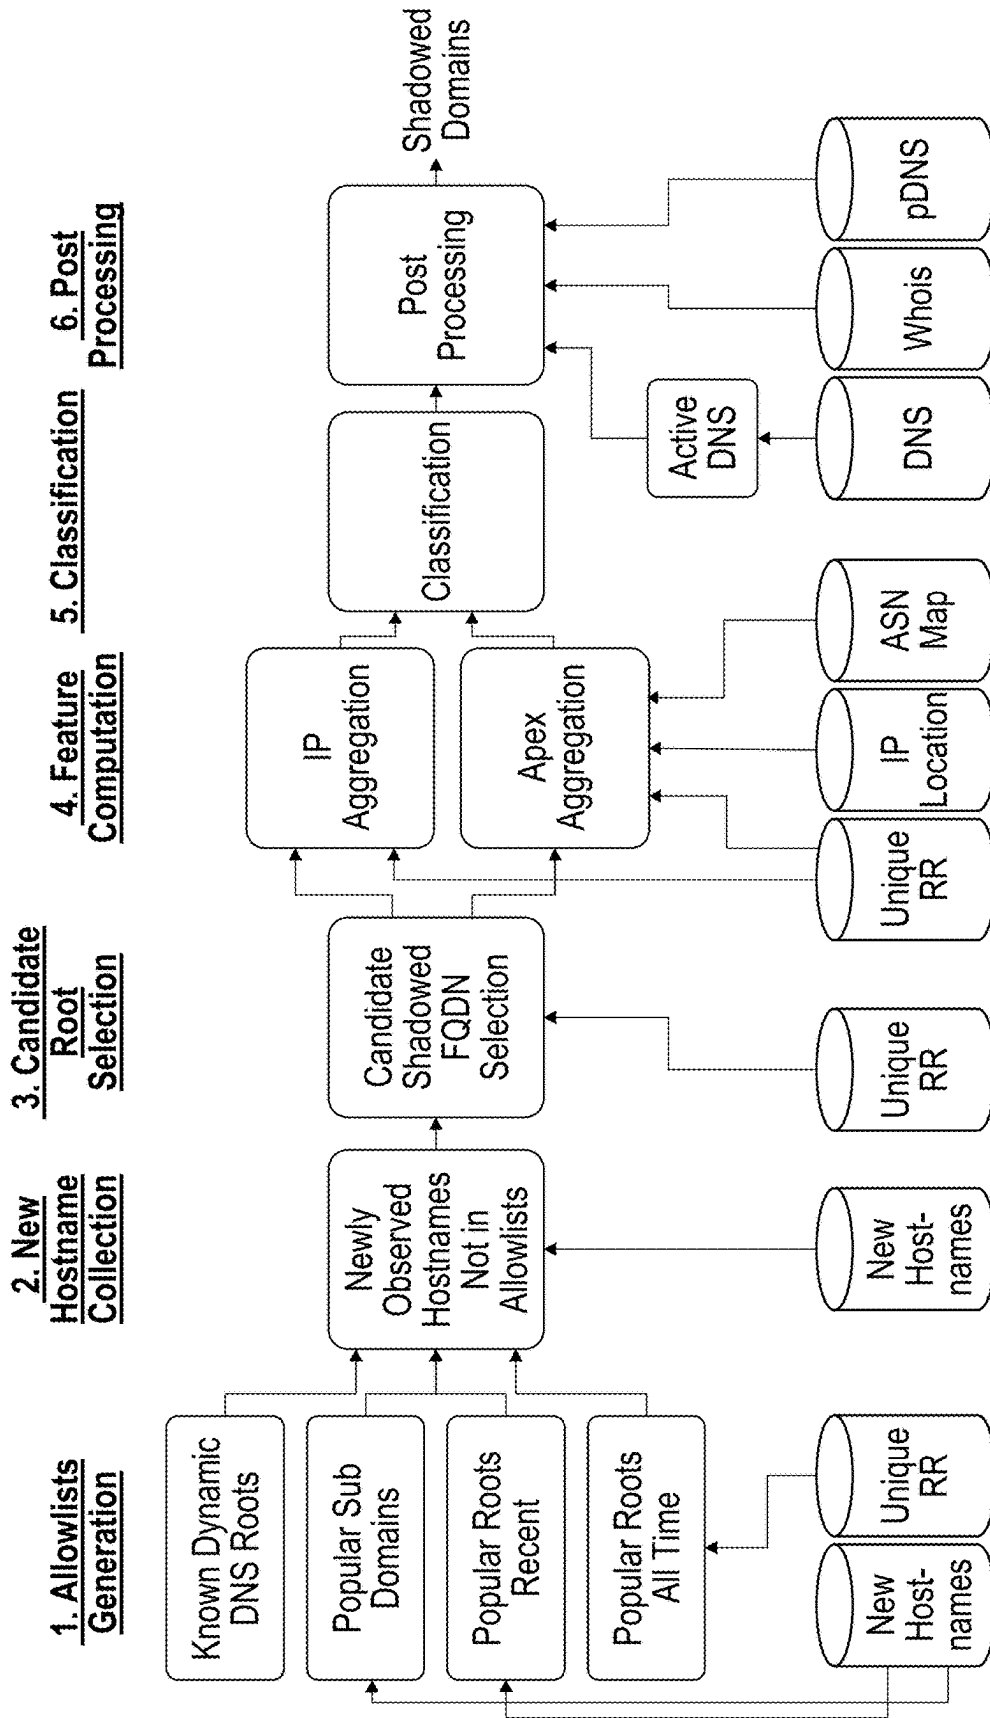 1. Allowlists
Generation
2. New
Hostname
Collection
3. Candidate
Root
Selection
4. Feature
Computation
5. Classification
6. Post
Processing
Known Dynamic
DNS Roots
Popular Sub
Domains
Popular Roots
Recent
Popular Roots
All Time
Newly
Observed
Hostnames
Not in
Allowlists
Candidate
Shadowed
FQDN
Selection
IP
Aggregation
Apex
Aggregation
Classification
Post
Processing
Shadowed
Domains
Active
DNS
New
Host-
names
Unique
RR
New
Host-
names
Unique
RR
Unique
RR
IP
Location
ASN
Map
DNS
Whois
pDNS